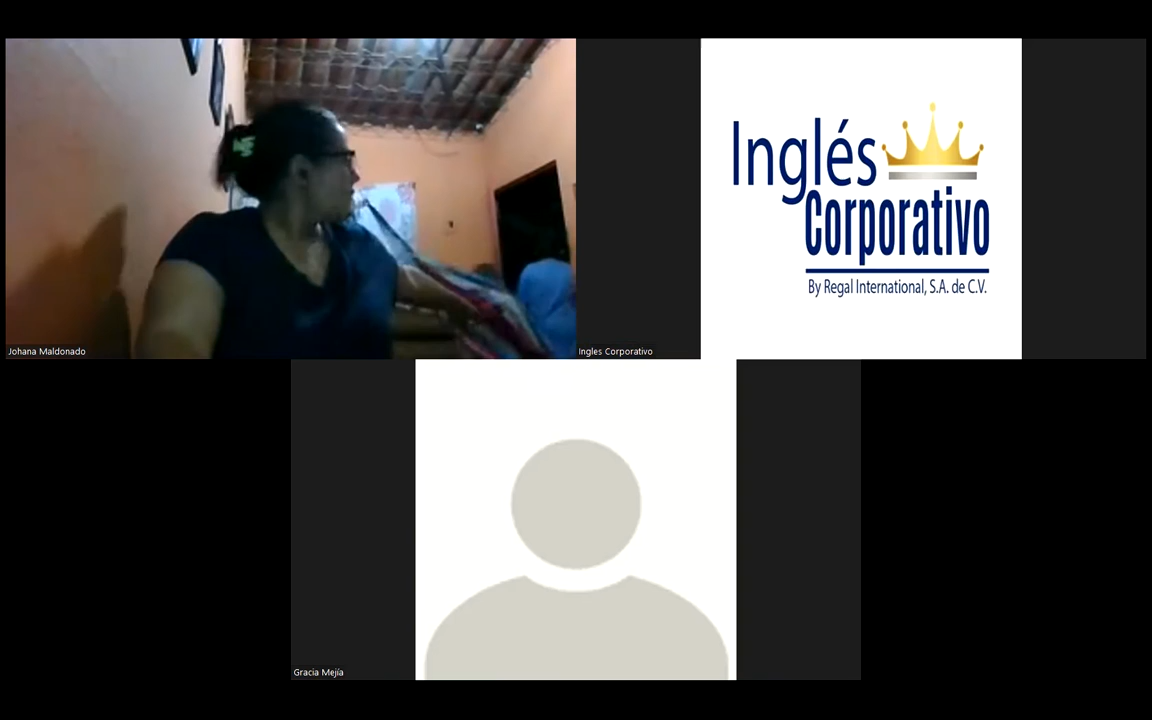 Inglés
Corporativo
By Regal International, S.A. de C.V.
Johana Maldonado
Ingles Corporativo
Gracia Mejía